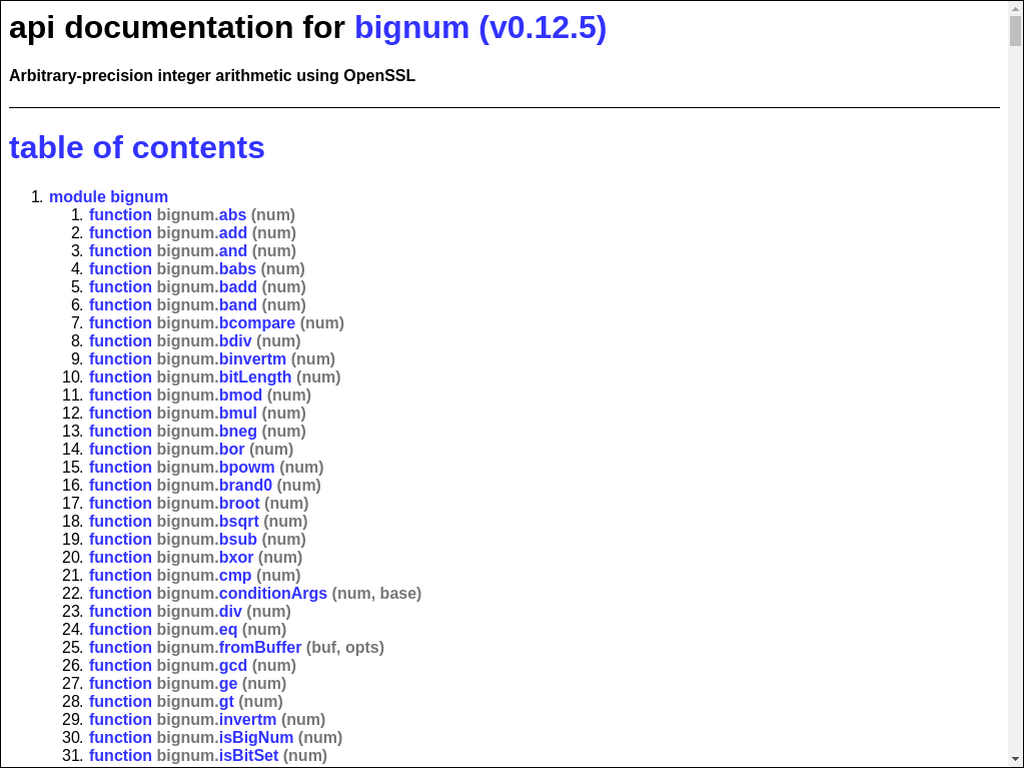 api documentation for bignum (v0.12.5)
Arbitrary-precision integer arithmetic using OpenSSL
table of contents
1. module bignum
1. function bignum.abs (num)
2. function bignum.add (num)
3. function bignum.and (num)
4. function bignum.babs (num)
5. function bignum.badd (num)
6. function bignum.band (num)
7. function bignum.bcompare (num)
8. function bignum.bdiv (num)
9. function bignum.binvertm (num)
10. function bignum.bitLength (num)
11. function bignum.bmod (num)
12. function bignum.bmul (num)
13. function bignum.bneg (num)
14. function bignum.bor (num)
15. function bignum.bpowm (num)
16. function bignum.brand0 (num)
17. function bignum.broot (num)
18. function bignum.bsqrt (num)
19. function bignum.bsub (num)
20. function bignum.bxor (num)
21. function bignum.cmp (num)
22. function bignum.conditionArgs (num, base)
23. function bignum.div (num)
24. function bignum.eq (num)
25. function bignum.fromBuffer (buf, opts)
26. function bignum.gcd (num)
27. function bignum.ge (num)
28. function bignum.gt (num)
29. function bignum.invertm (num)
30. function bignum.isBigNum (num)
31. function bignum.isBitSet (num)